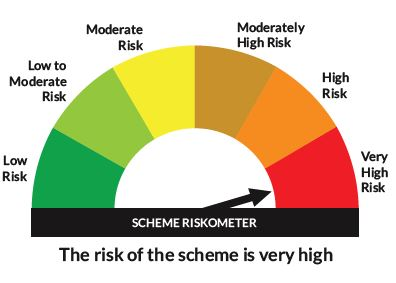 Moderate
Risk
Moderately
High Risk
Low to
Moderate
Risk
High
Risk
Low
Risk
Very
High
Risk
SCHEME RISKOMETER
The risk of the scheme is very high